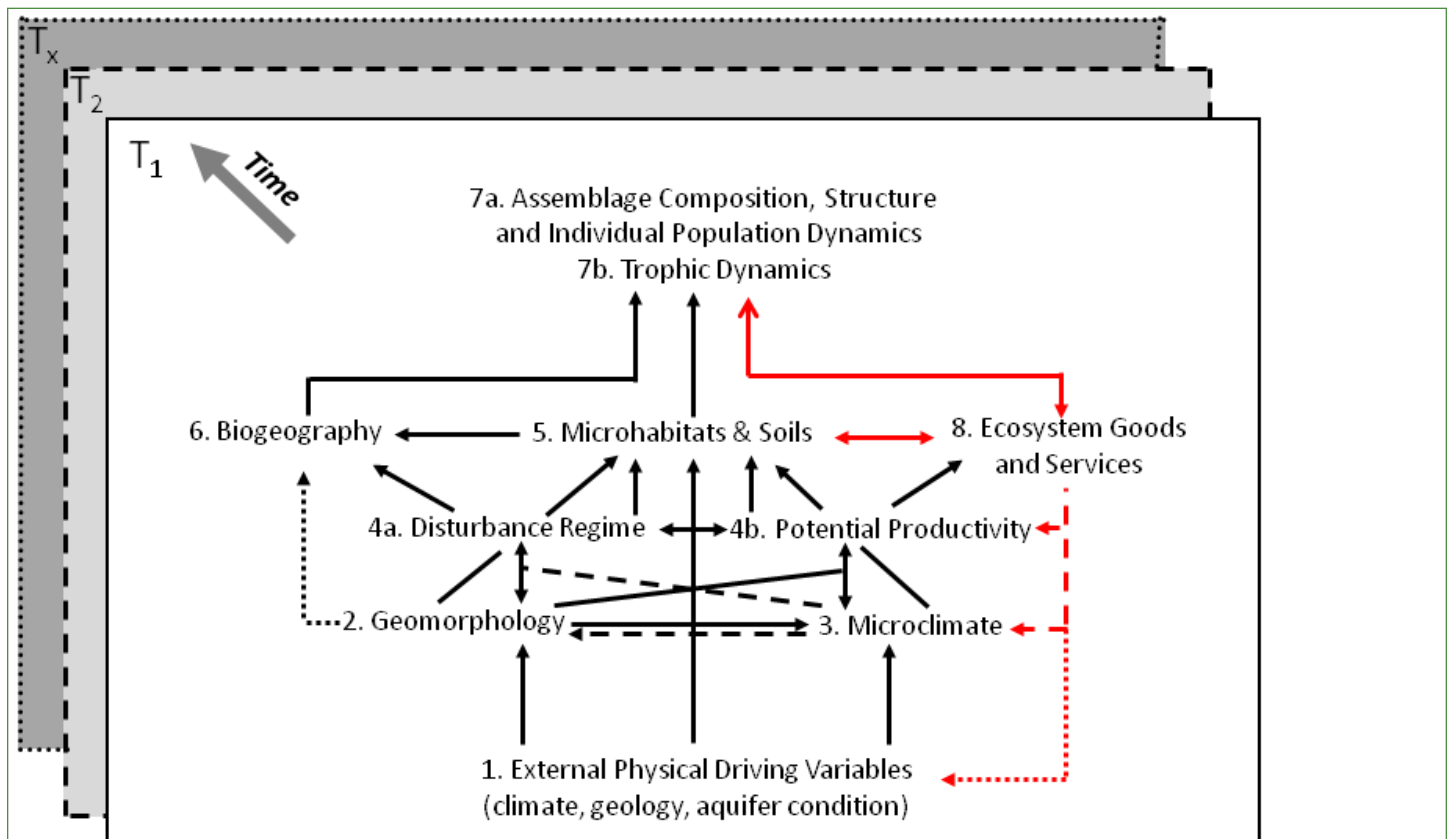 Tx
T2
T1
Time
7a. Assemblage Composition, Structure
and Individual Population Dynamics
7b. Trophic Dynamics
6. Biogeography
5. Microhabitats & Soils
8. Ecosystem Goods
and Services
4a. Disturbance Regime
4b. Potential Productivity
2. Geomorphology
3. Microclimate
1. External Physical Driving Variables
(climate, geology, aquifer condition)